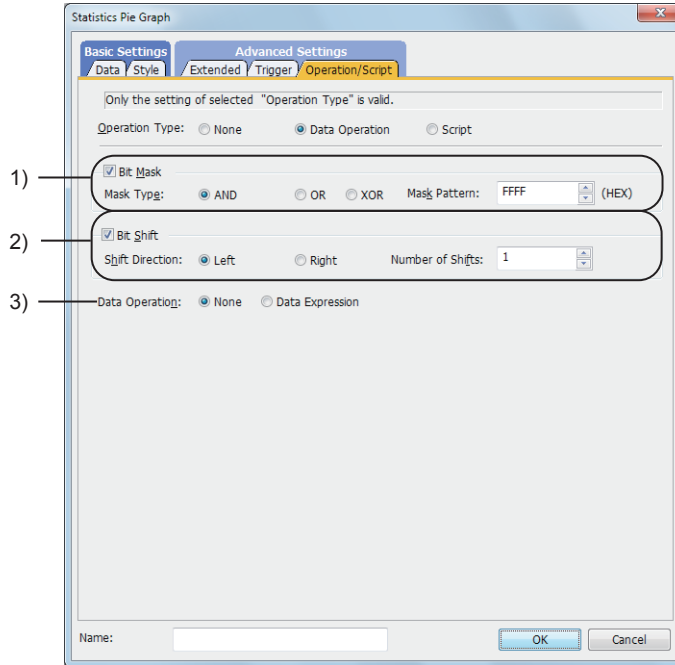 Statistics Pie Graph
Basic Settings Advanced Settings
Data Style Extended Trigger Operation/Script
Only the setting of selected "Operation Type" is valid.
Operation Type: None Data Operation Script
1) Bit Mask
Mask Type: AND OR XOR Mask Pattern: FFFF (HEX)
2) Bit Shift
Shift Direction: Left Right Number of Shifts: 1
3) Data Operation: None Data Expression
Name: OK Cancel